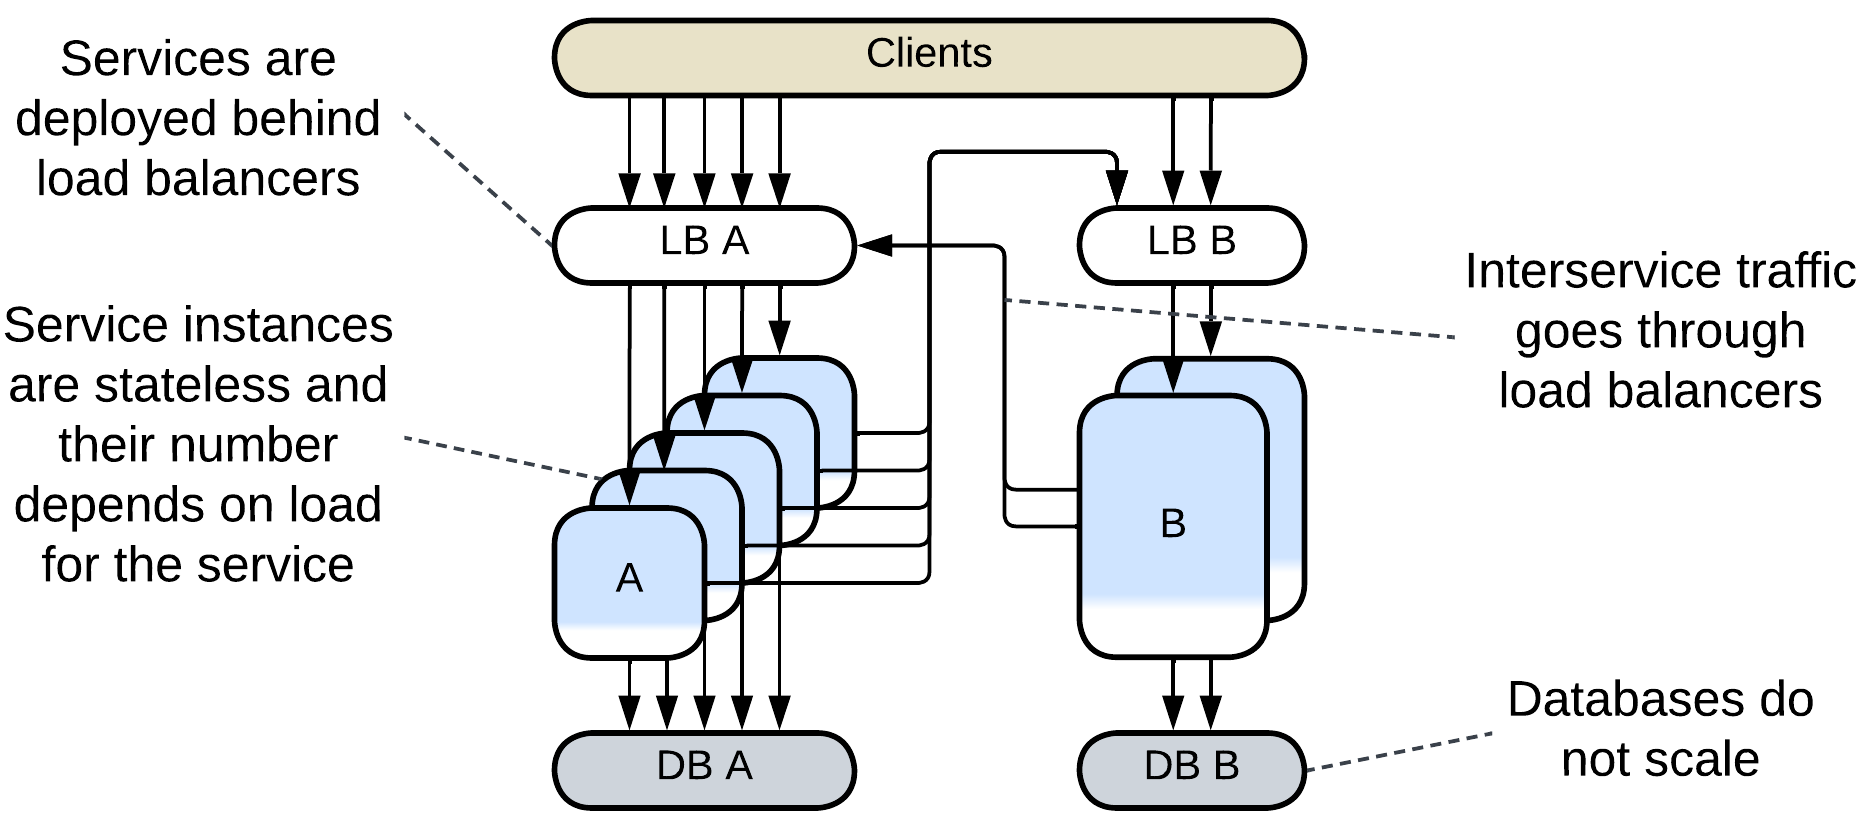 Clients
Services are
deployed behind
load balancers
LB A
LB B
Interservice traffic
goes through
load balancers
Service instances
are stateless and
their number
depends on load
for the service
A
B
Databases do
not scale
DB A
DB B